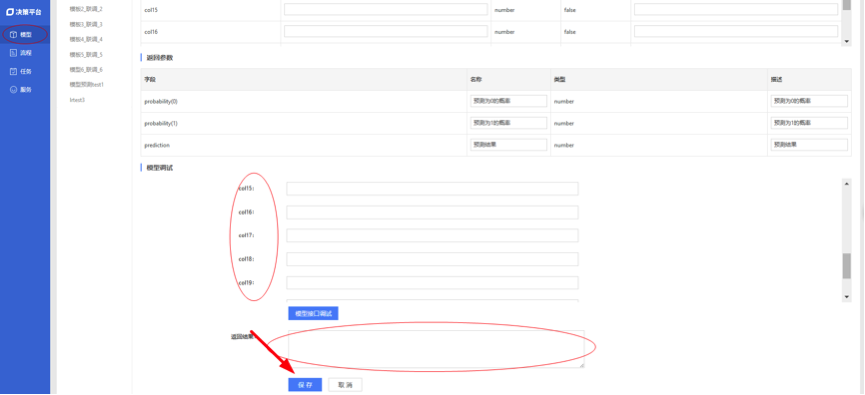 决策平台
模型
流程
任务
服务
模板2_联调_2
模板3_联调_3
模板4_联调_4
模板5_联调_5
模型6_联调_6
模型预测test1
lrtest3
col15 number false
col16 number false
返回参数
字段 名称 类型 描述
probability(0) 预测为0的概率 number 预测为0的概率
probability(1) 预测为1的概率 number 预测为1的概率
prediction 预测结果 number 预测结果
模型调试
col15:
col16:
col17:
col18:
col19:
模型接口调试
返回结果
保 存 取 消